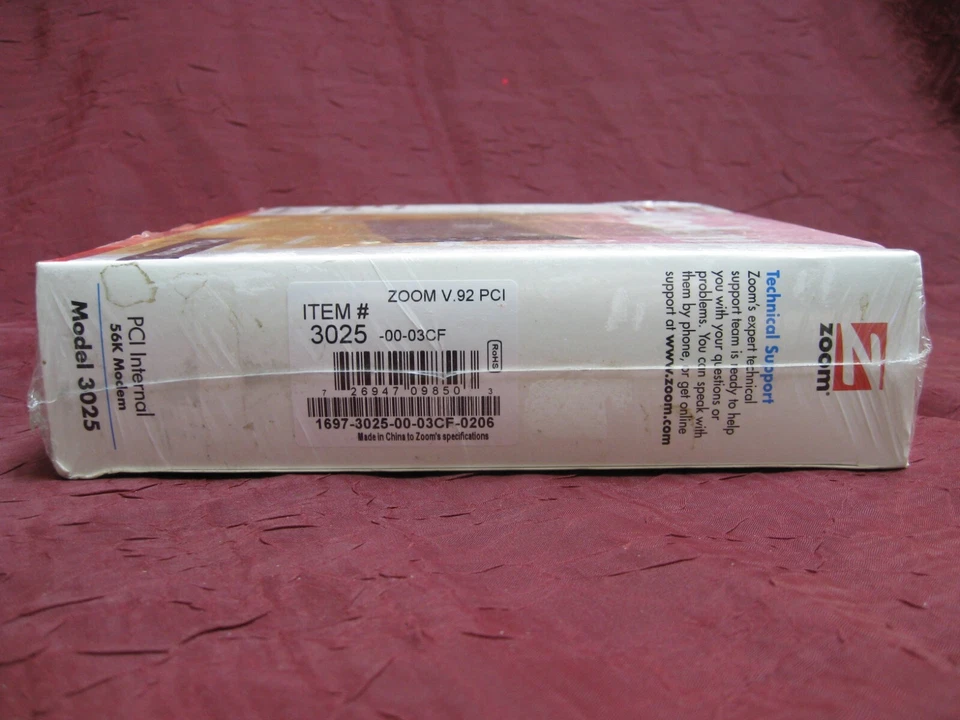 PCI Internal
56K Modem
Model 3025
ZOOM V.92 PCI
ITEM #
3025 -00-03CF
RoHS
7 26947 09850 3
1697-3025-00-03CF-0206
Made in China to Zoom's specifications
Technical Support
Zoom's expert technical
support team is ready to help
you with your questions or
problems. You can speak with
them by phone, or get online
support at www.zoom.com
zoom